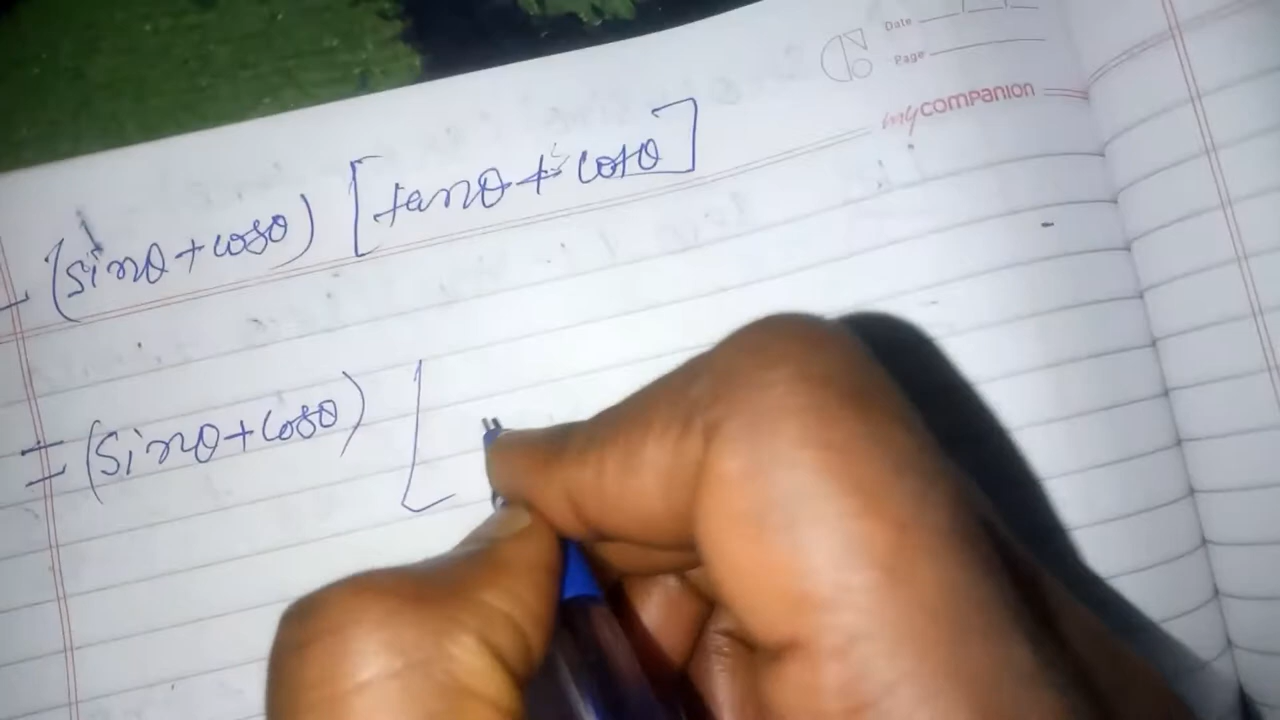 Date
Page
mycompanion
= (sinθ + cosθ) [tanθ + cotθ]
= (sinθ + cosθ) [